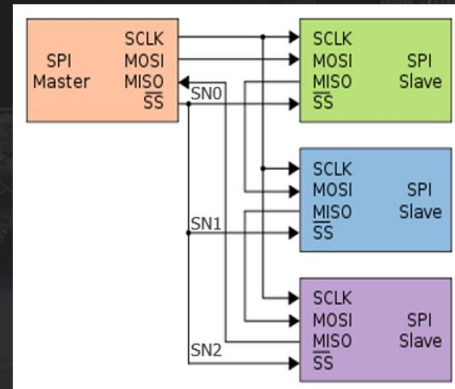 SPI
Master
SCLK
MOSI
MISO
SS
SN0
SN1
SN2
SCLK
MOSI
MISO
SS
SPI
Slave
SCLK
MOSI
MISO
SS
SPI
Slave
SCLK
MOSI
MISO
SS
SPI
Slave